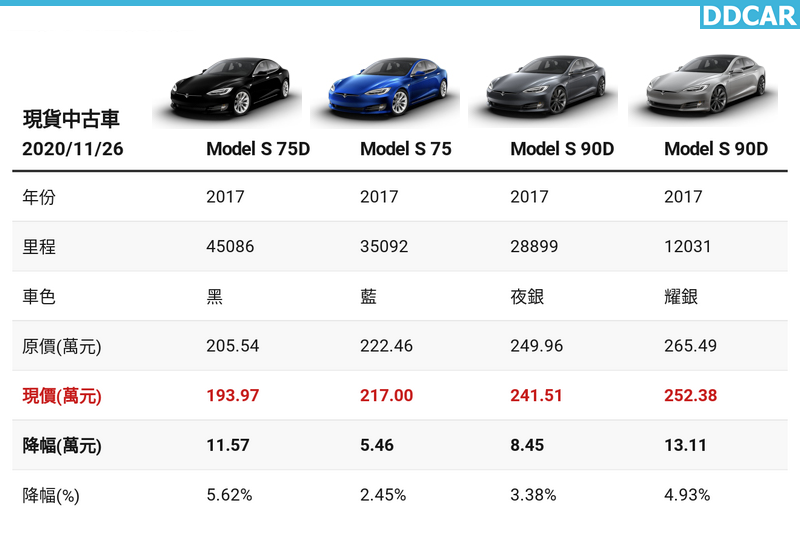 DDCAR
現貨中古車
2020/11/26 Model S 75D Model S 75 Model S 90D Model S 90D
年份 2017 2017 2017 2017
里程 45086 35092 28899 12031
車色 黑 藍 夜銀 耀銀
原價(萬元) 205.54 222.46 249.96 265.49
現價(萬元) 193.97 217.00 241.51 252.38
降幅(萬元) 11.57 5.46 8.45 13.11
降幅(%) 5.62% 2.45% 3.38% 4.93%